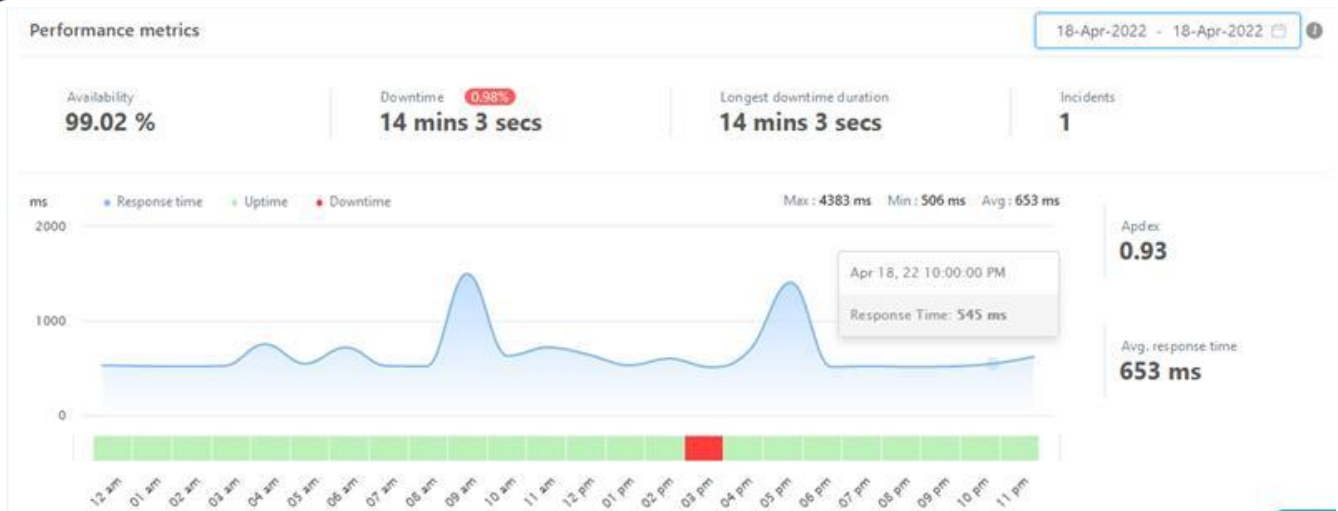 Performance metrics
18-Apr-2022 - 18-Apr-2022
Availability
99.02 %
Downtime 0.98%
14 mins 3 secs
Longest downtime duration
14 mins 3 secs
Incidents
1
ms
Response time Uptime Downtime
Max : 4383 ms Min : 506 ms Avg : 653 ms
2000
1000
0
Apr 18, 22 10:00:00 PM
Response Time: 545 ms
Apdex
0.93
Avg. response time
653 ms
12 am 01 am 02 am 03 am 04 am 05 am 06 am 07 am 08 am 09 am 10 am 11 am 12 pm 01 pm 02 pm 03 pm 04 pm 05 pm 06 pm 07 pm 08 pm 09 pm 10 pm 11 pm